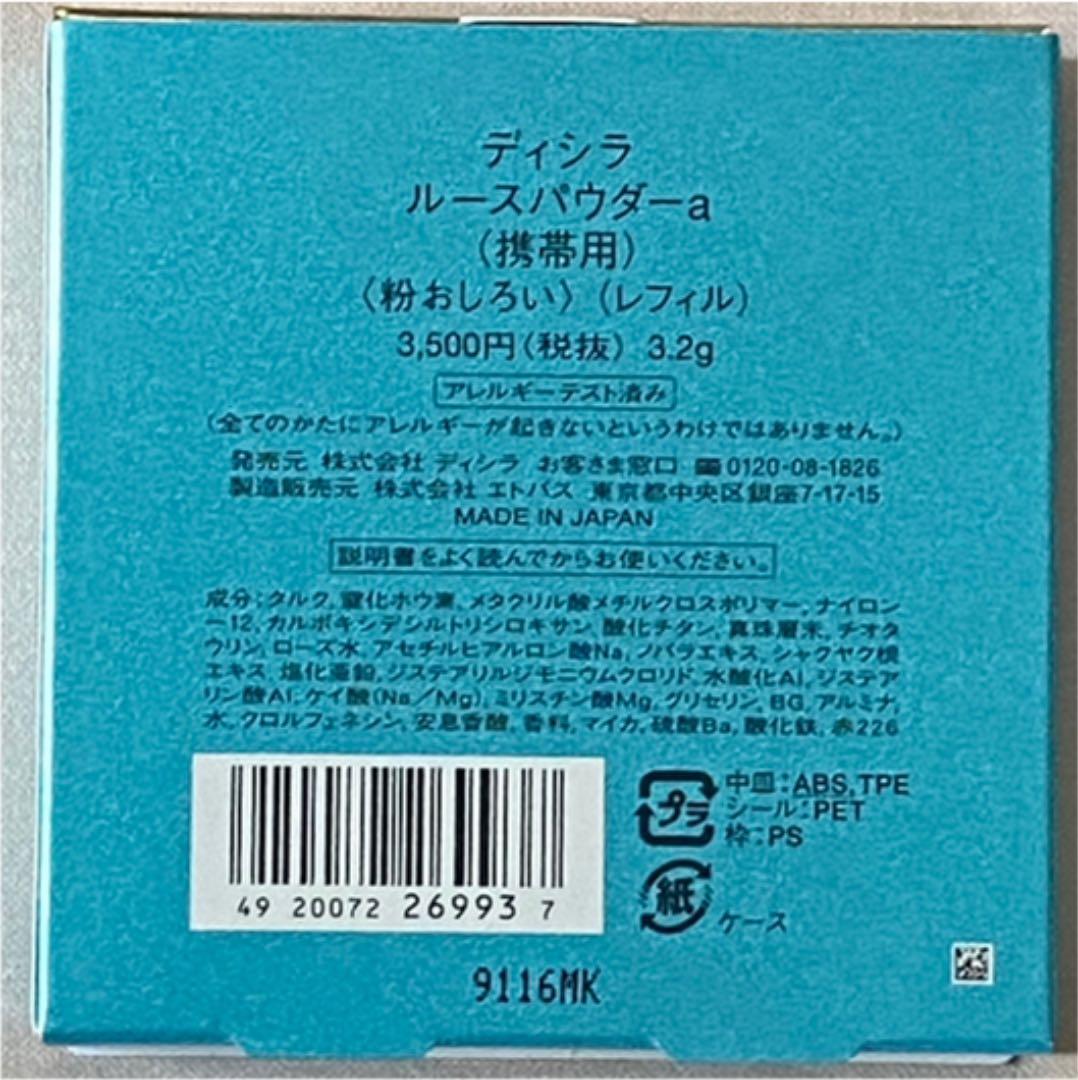 ディシラ
ルースパウダーa
（携帯用）
〈粉おしろい〉（レフィル）
3,500円（税抜） 3.2g
アレルギーテスト済み
（全てのかたにアレルギーが起きないというわけではありません。）
発売元 株式会社 ディシラ お客さま窓口 0120-08-1826
製造販売元 株式会社 エトバス 東京都中央区銀座7-17-15
MADE IN JAPAN
説明書をよく読んでからお使いください。
成分：タルク, 窒化ホウ素, メタクリル酸メチルクロスポリマー, ナイロン
ー12, カルボキシデシルトリシロキサン, 酸化チタン, 真珠層末, チオタ
ウリン, ローズ水, アセチルヒアルロン酸Na, ノバラエキス, シャクヤク根
エキス, 塩化亜鉛, ジステアリルジモニウムクロリド, 水酸化Al, ジステア
リン酸Al, ケイ酸（Na／Mg）, ミリスチン酸Mg, グリセリン, BG, アルミナ,
水, クロルフェネシン, 安息香酸, 香料, マイカ, 硫酸Ba, 酸化鉄, 赤226
プラ 中皿：ABS, TPE
シール：PET
枠：PS
紙 ケース
49 20072 26993 7
9116MK